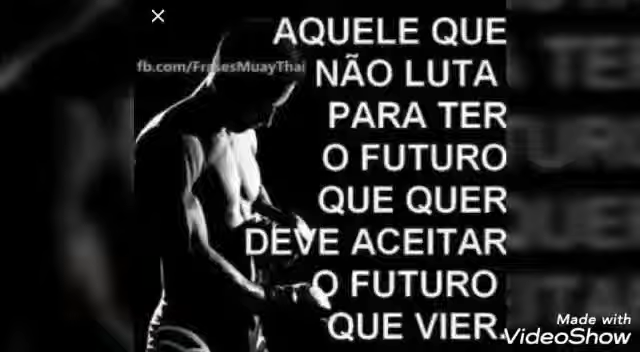 AQUELE QUE
fb.com/FrasesMuayThai
NÃO LUTA
PARA TER
O FUTURO
QUE QUER
DEVE ACEITAR
O FUTURO
QUE VIER.
Made with
VideoShow